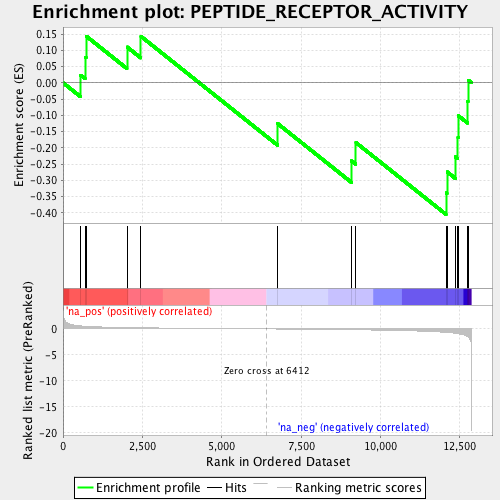 Enrichment plot: PEPTIDE_RECEPTOR_ACTIVITY
Enrichment score (ES)
0.15
0.10
0.05
0.00
-0.05
-0.10
-0.15
-0.20
-0.25
-0.30
-0.35
-0.40
'na_pos' (positively correlated)
Ranked list metric (PreRanked)
0
-5
-10
-15
-20
Zero cross at 6412
'na_neg' (negatively correlated)
0
2,500
5,000
7,500
10,000
12,500
Rank in Ordered Dataset
Enrichment profile
Hits
Ranking metric scores